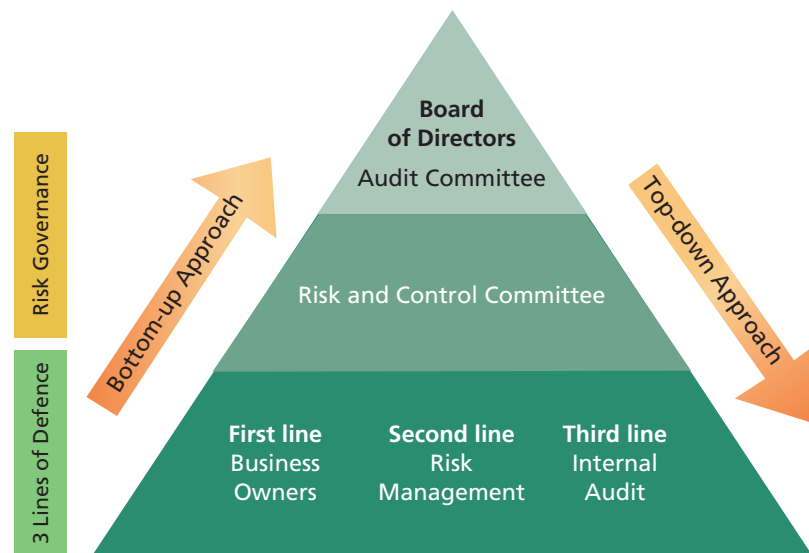 Risk Governance
3 Lines of Defence
Bottom-up Approach
Board
of Directors
Audit Committee
Risk and Control Committee
First line
Business
Owners
Second line
Risk
Management
Third line
Internal
Audit
Top-down Approach